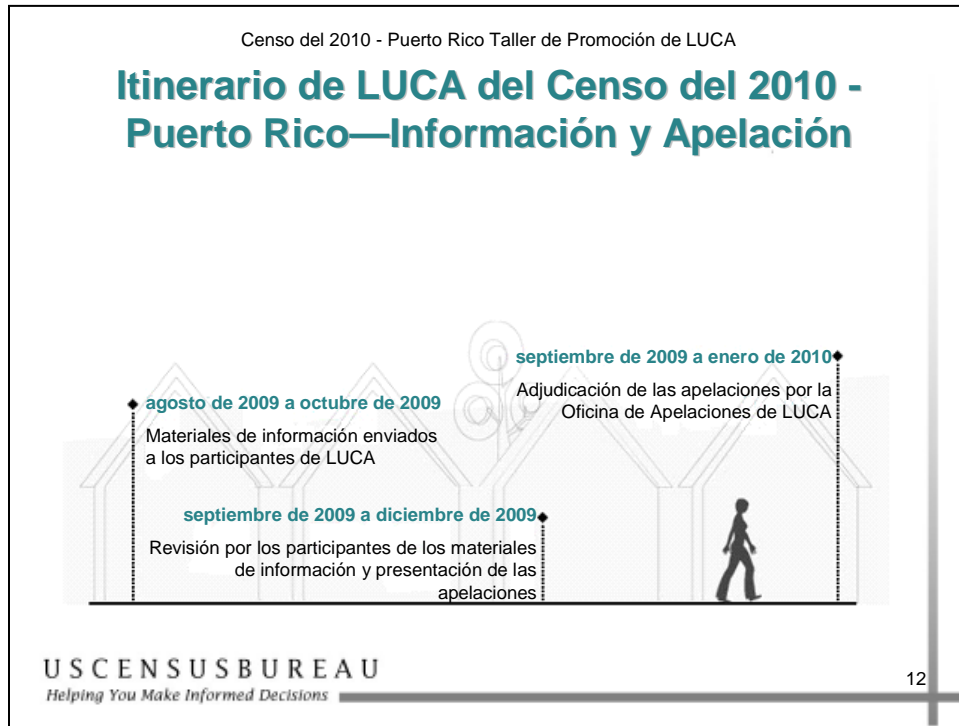 Censo del 2010 - Puerto Rico Taller de Promoción de LUCA
Itinerario de LUCA del Censo del 2010 -
Puerto Rico—Información y Apelación
septiembre de 2009 a enero de 2010
Adjudicación de las apelaciones por la
Oficina de Apelaciones de LUCA
agosto de 2009 a octubre de 2009
Materiales de información enviados
a los participantes de LUCA
septiembre de 2009 a diciembre de 2009
Revisión por los participantes de los materiales
de información y presentación de las
apelaciones
USCENSUSBUREAU
Helping You Make Informed Decisions
12